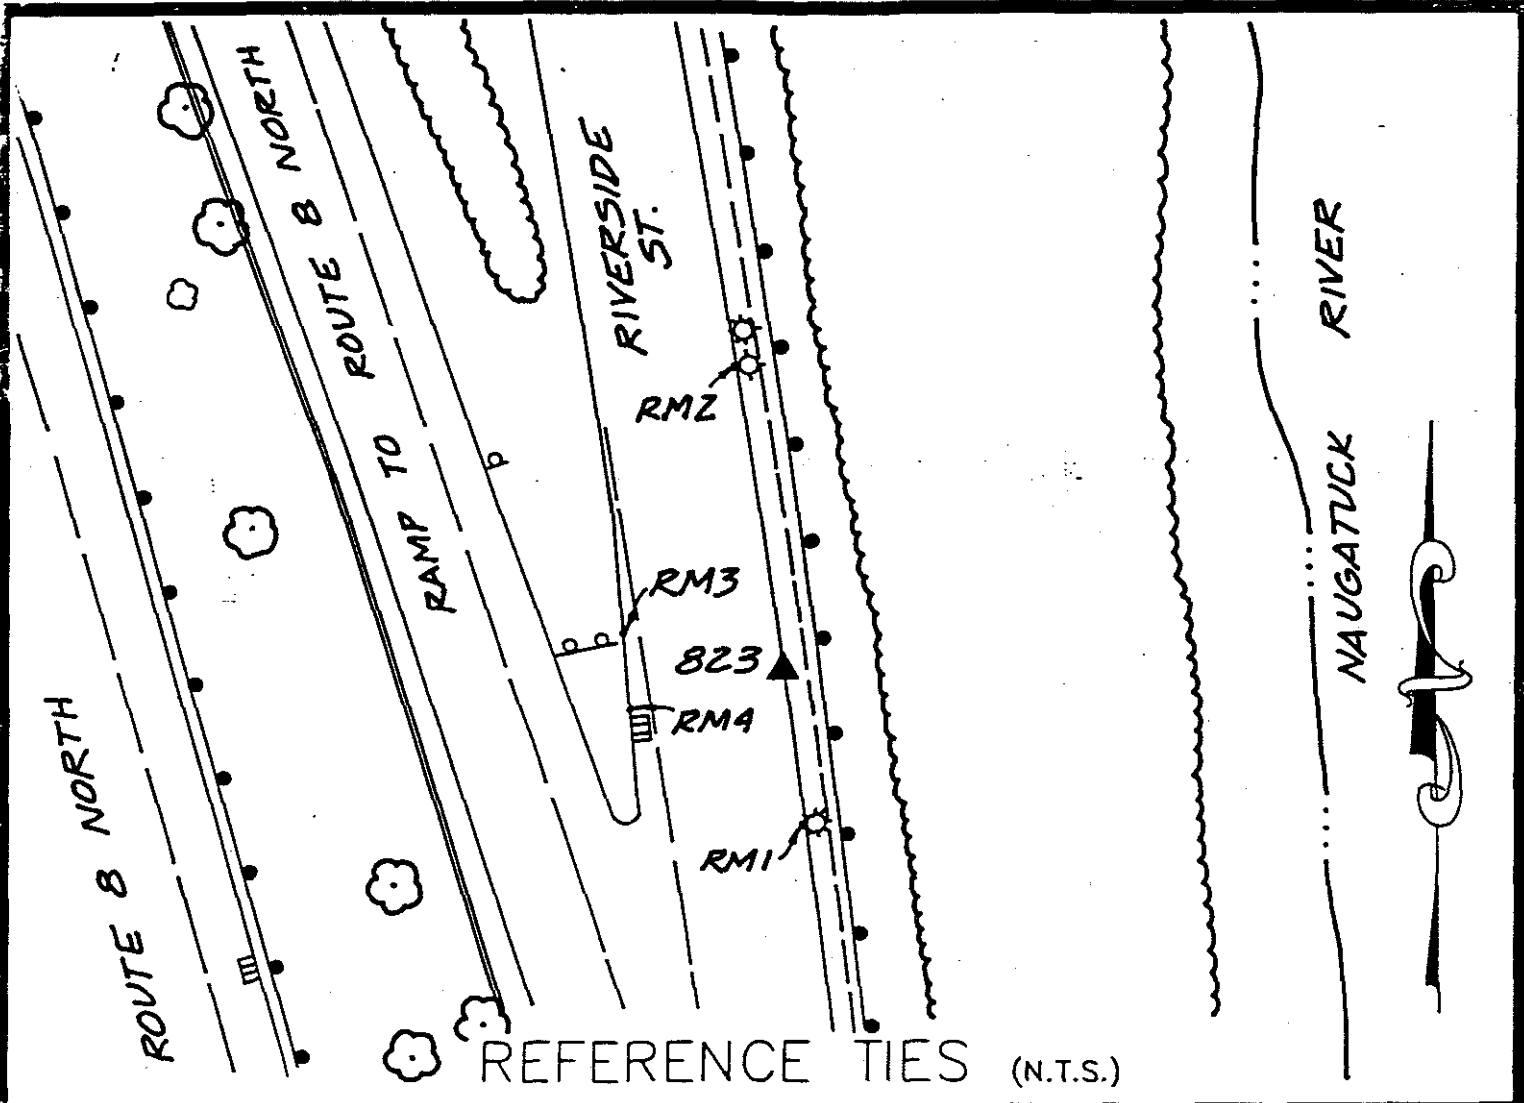 ROUTE 8 NORTH
RAMP TO ROUTE 8 NORTH
RIVERSIDE
ST.
RM2
RM3
823
RM4
RM1
NAUGATUCK RIVER
REFERENCE TIES (N.T.S.)